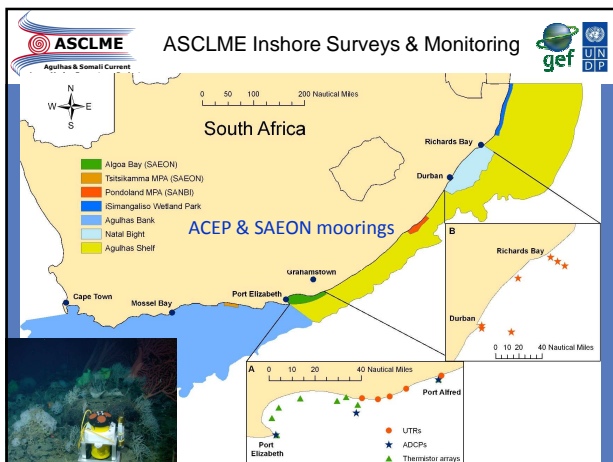 ASCLME
Agulhas & Somali Current
ASCLME Inshore Surveys & Monitoring
gef
U N
D P
N
W E
S
0 50 100 200 Nautical Miles
South Africa
Algoa Bay (SAEON)
Tsitsikamma MPA (SAEON)
Pondoland MPA (SANBI)
iSimangaliso Wetland Park
Agulhas Bank
Natal Bight
Agulhas Shelf
Richards Bay
Durban
ACEP & SAEON moorings
Grahamstown
Port Elizabeth
Cape Town
Mossel Bay
B
Richards Bay
Durban
0 10 20 40
Nautical Miles
A
0 10 20 40 Nautical Miles
Port Alfred
Port
Elizabeth
UTRs
ADCPs
Thermistor arrays